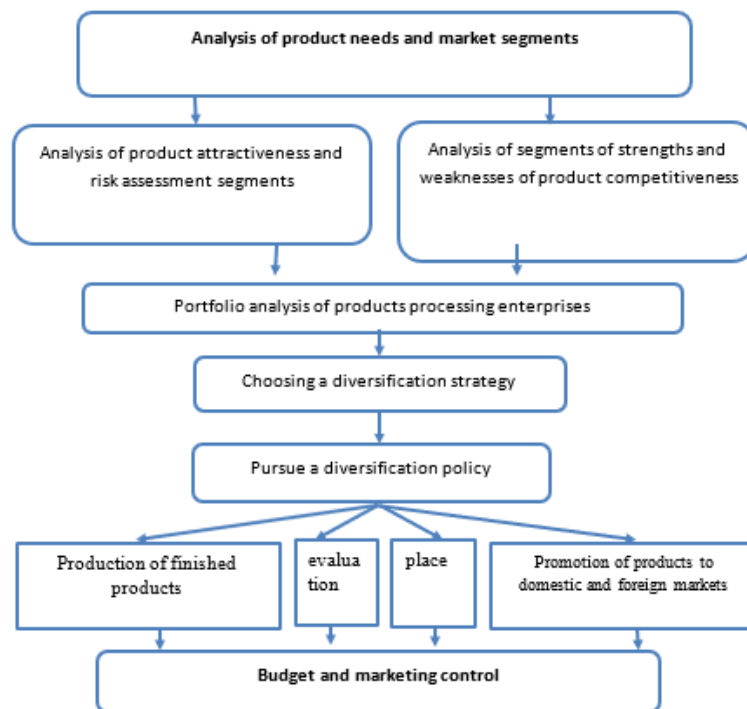 Analysis of product needs and market segments
Analysis of product attractiveness and
risk assessment segments
Analysis of segments of strengths and
weaknesses of product competitiveness
Portfolio analysis of products processing enterprises
Choosing a diversification strategy
Pursue a diversification policy
Production of finished
products
evalua
tion
place
Promotion of products to
domestic and foreign markets
Budget and marketing control